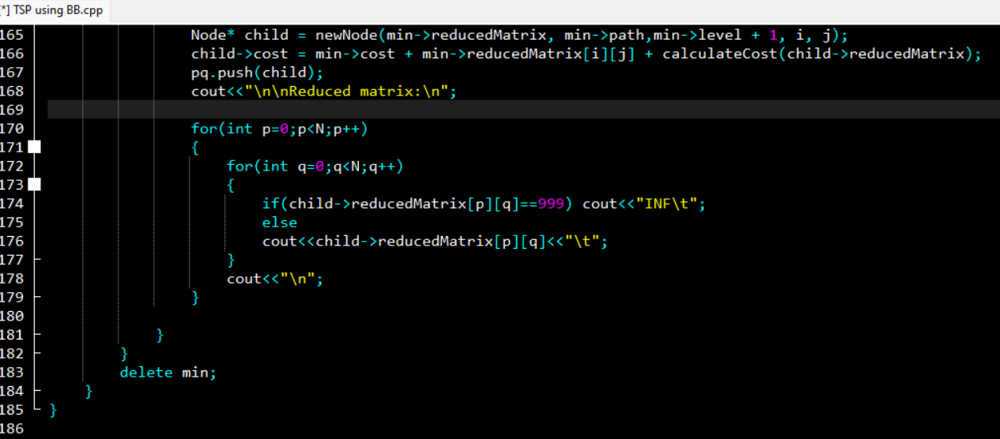 *] TSP using BB.cpp
165 Node* child = newNode(min->reducedMatrix, min->path,min->level + 1, i, j);
166 child->cost = min->cost + min->reducedMatrix[i][j] + calculateCost(child->reducedMatrix);
167 pq.push(child);
168 cout<<"\n\nReduced matrix:\n";
169
170 for(int p=0;p<N;p++)
171 {
172 for(int q=0;q<N;q++)
173 {
174 if(child->reducedMatrix[p][q]==999) cout<<"INF\t";
175 else
176 cout<<child->reducedMatrix[p][q]<<"\t";
177 }
178 cout<<"\n";
179 }
180
181 }
182 }
183 delete min;
184 }
185 }
186